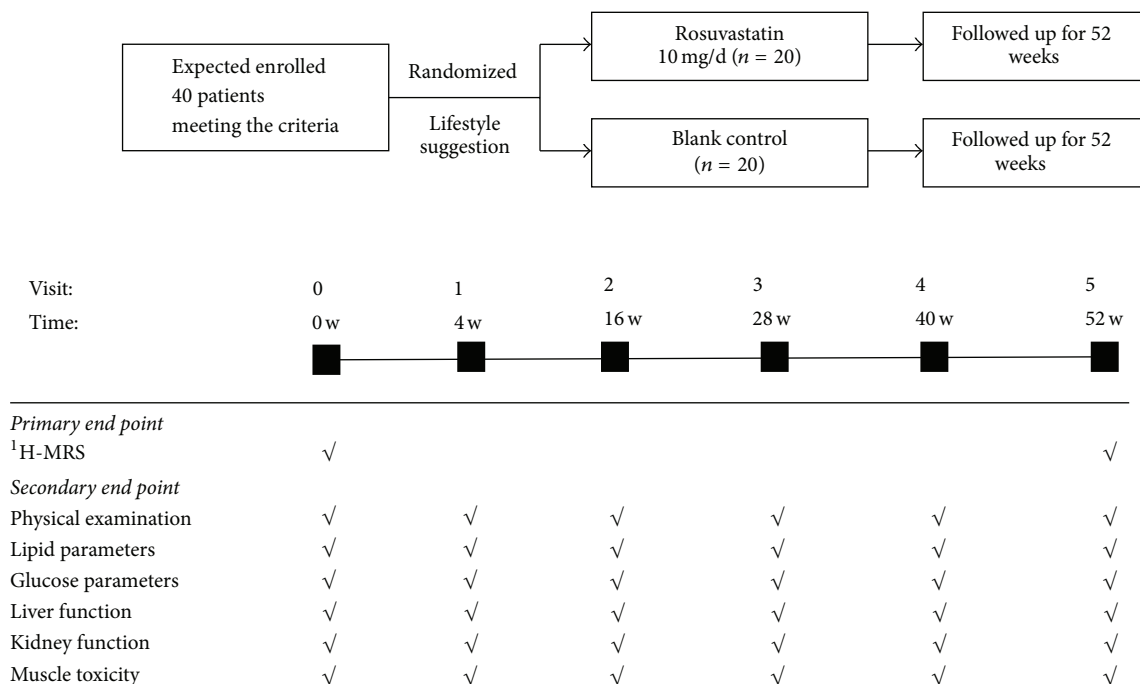 Expected enrolled
40 patients
meeting the criteria
Randomized
Lifestyle
suggestion
Rosuvastatin
10 mg/d (n = 20)
Followed up for 52
weeks
Blank control
(n = 20)
Followed up for 52
weeks
Visit: 0 1 2 3 4 5
Time: 0 w 4 w 16 w 28 w 40 w 52 w
Primary end point
¹H-MRS √ √
Secondary end point
Physical examination √ √ √ √ √ √
Lipid parameters √ √ √ √ √ √
Glucose parameters √ √ √ √ √ √
Liver function √ √ √ √ √ √
Kidney function √ √ √ √ √ √
Muscle toxicity √ √ √ √ √ √